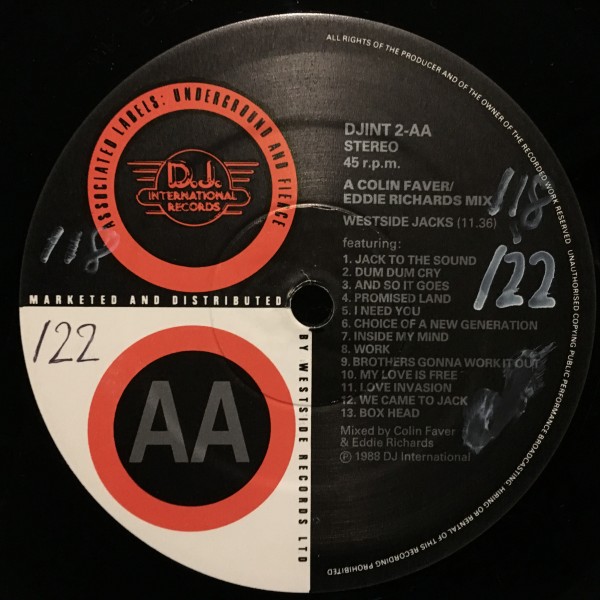 ALL RIGHTS OF THE PRODUCER AND OF THE OWNER OF THE RECORDED WORK RESERVED UNAUTHORISED COPYING PUBLIC PERFORMANCE BROADCASTING, HIRING OR RENTAL OF THIS RECORDING PROHIBITED
ASSOCIATED LABELS: UNDERGROUND AND FIERCE
D.J.
INTERNATIONAL
RECORDS
118
MARKETED AND DISTRIBUTED
BY WESTSIDE RECORDS LTD
122
AA
DJINT 2-AA
STEREO
45 r.p.m.
A COLIN FAVER/
EDDIE RICHARDS MIX
WESTSIDE JACKS (11.36)
featuring:
1. JACK TO THE SOUND
2. DUM DUM CRY
3. AND SO IT GOES
4. PROMISED LAND
5. I NEED YOU
6. CHOICE OF A NEW GENERATION
7. INSIDE MY MIND
8. WORK
9. BROTHERS GONNA WORK IT OUT
10. MY LOVE IS FREE
11. I LOVE INVASION
12. WE CAME TO JACK
13. BOX HEAD
Mixed by Colin Faver
& Eddie Richards
℗ 1988 DJ International
118
122